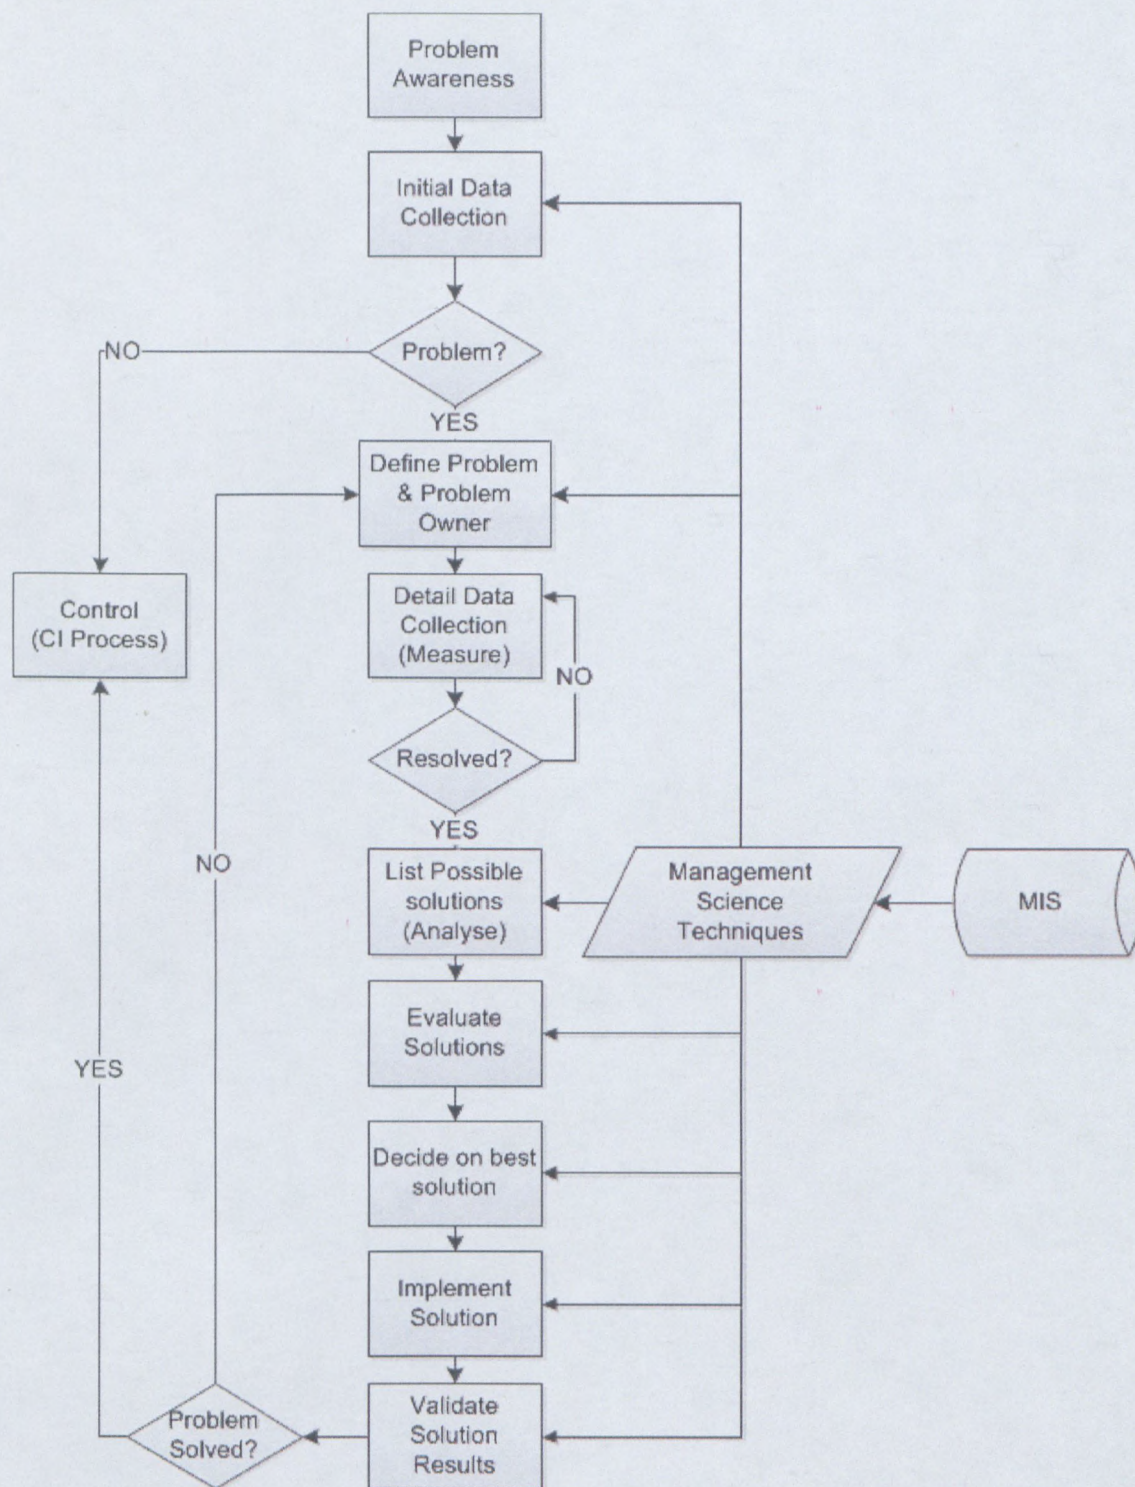 Problem
Awareness
Initial Data
Collection
Problem?
NO
YES
Define Problem
& Problem
Owner
Control
(CI Process)
Detail Data
Collection
(Measure)
NO
Resolved?
YES
NO
List Possible
solutions
(Analyse)
Management
Science
Techniques
MIS
Evaluate
Solutions
YES
Decide on best
solution
Implement
Solution
Problem
Solved?
Validate
Solution
Results